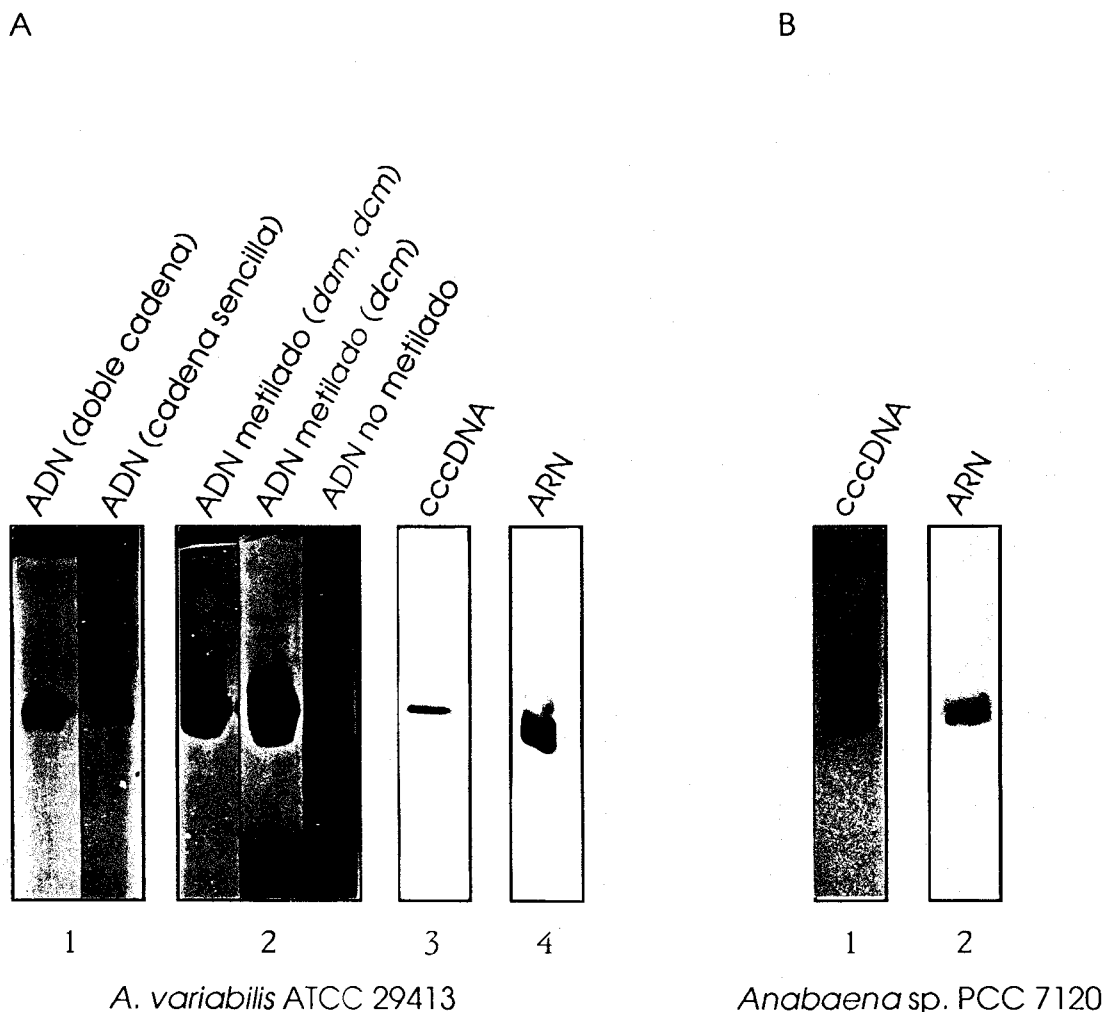 A
B
ADN (doble cadena)
ADN (cadena sencilla)
ADN metilado (dam, dcm)
ADN metilado (dcm)
ADN no metilado
cccDNA
ARN
cccDNA
ARN
1
2
3
4
1
2
A. variabilis ATCC 29413
Anabaena sp. PCC 7120